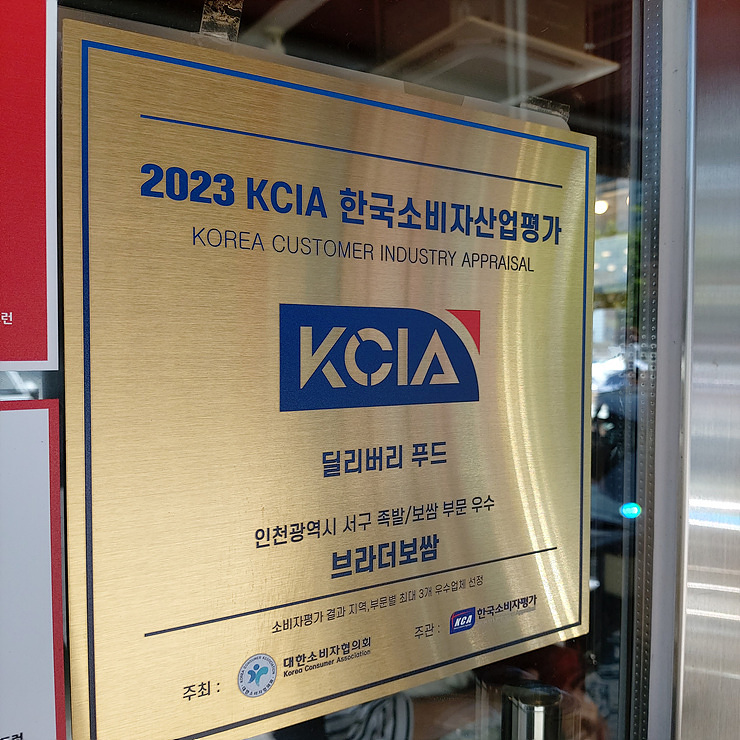 2023 KCIA 한국소비자산업평가
KOREA CUSTOMER INDUSTRY APPRAISAL
KCIA
딜리버리 푸드
인천광역시 서구 족발/보쌈 부문 우수
브라더보쌈
소비자평가 결과 지역,부문별 최대 3개 우수업체 선정
주최 : 대한소비자협의회
Korea Consumer Association
주관 : KCA 한국소비자평가
런